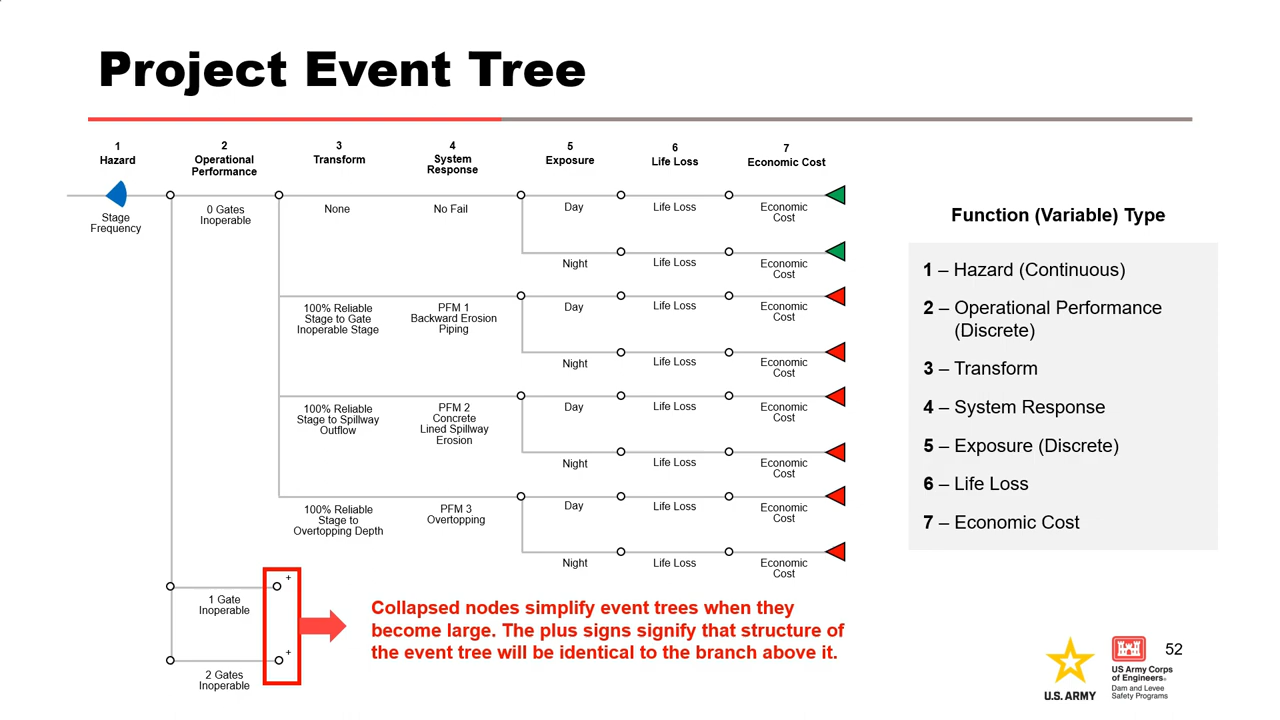 Project Event Tree
1
Hazard
2
Operational
Performance
3
Transform
4
System
Response
5
Exposure
6
Life Loss
7
Economic Cost
Stage
Frequency
0 Gates
Inoperable
None
No Fail
Day
Life Loss
Economic
Cost
Night
Life Loss
Economic
Cost
100% Reliable
Stage to Gate
Inoperable Stage
PFM 1
Backward Erosion
Piping
Day
Life Loss
Economic
Cost
Night
Life Loss
Economic
Cost
100% Reliable
Stage to Spillway
Outflow
PFM 2
Concrete
Lined Spillway
Erosion
Day
Life Loss
Economic
Cost
Night
Life Loss
Economic
Cost
100% Reliable
Stage to
Overtopping Depth
PFM 3
Overtopping
Day
Life Loss
Economic
Cost
Night
Life Loss
Economic
Cost
+
1 Gate
Inoperable
+
2 Gates
Inoperable
Collapsed nodes simplify event trees when they
become large. The plus signs signify that structure of
the event tree will be identical to the branch above it.
Function (Variable) Type
1 – Hazard (Continuous)
2 – Operational Performance
(Discrete)
3 – Transform
4 – System Response
5 – Exposure (Discrete)
6 – Life Loss
7 – Economic Cost
U.S. ARMY
US Army Corps
of Engineers®
Dam and Levee
Safety Programs
52